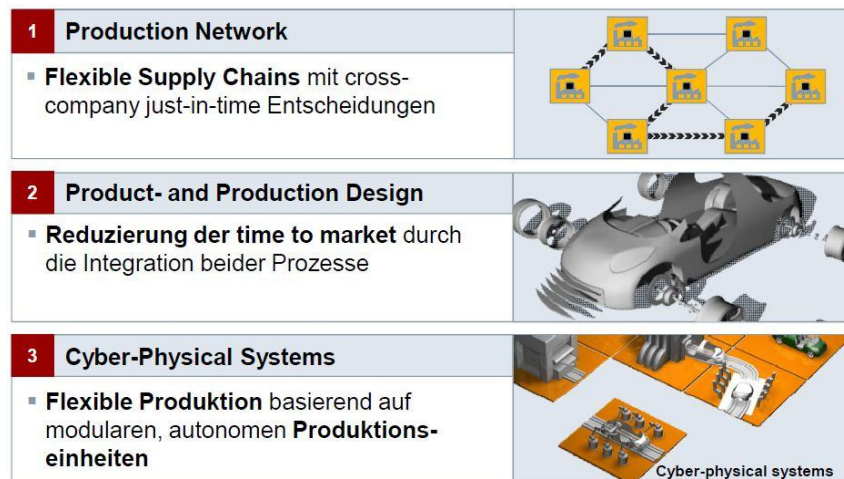 1 Production Network
▪ Flexible Supply Chains mit cross-
company just-in-time Entscheidungen
2 Product- and Production Design
▪ Reduzierung der time to market durch
die Integration beider Prozesse
3 Cyber-Physical Systems
▪ Flexible Produktion basierend auf
modularen, autonomen Produktions-
einheiten
Cyber-physical systems